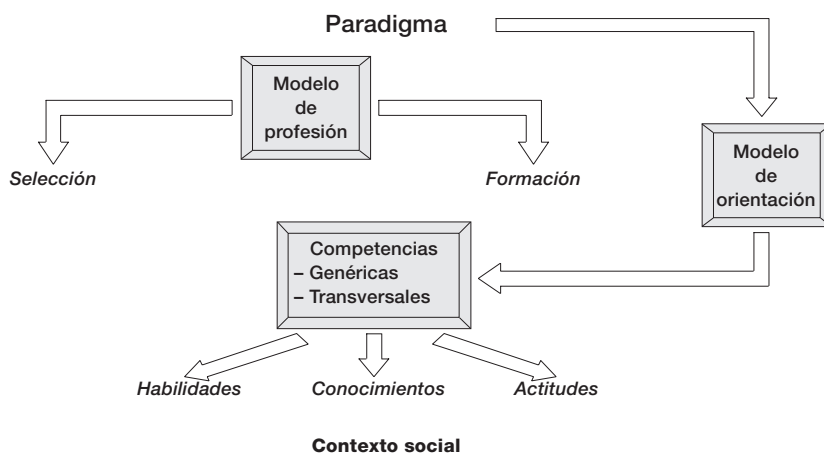 Paradigma
Modelo
de
profesión
Selección
Formación
Modelo
de
orientación
Competencias
– Genéricas
– Transversales
Habilidades
Conocimientos
Actitudes
Contexto social